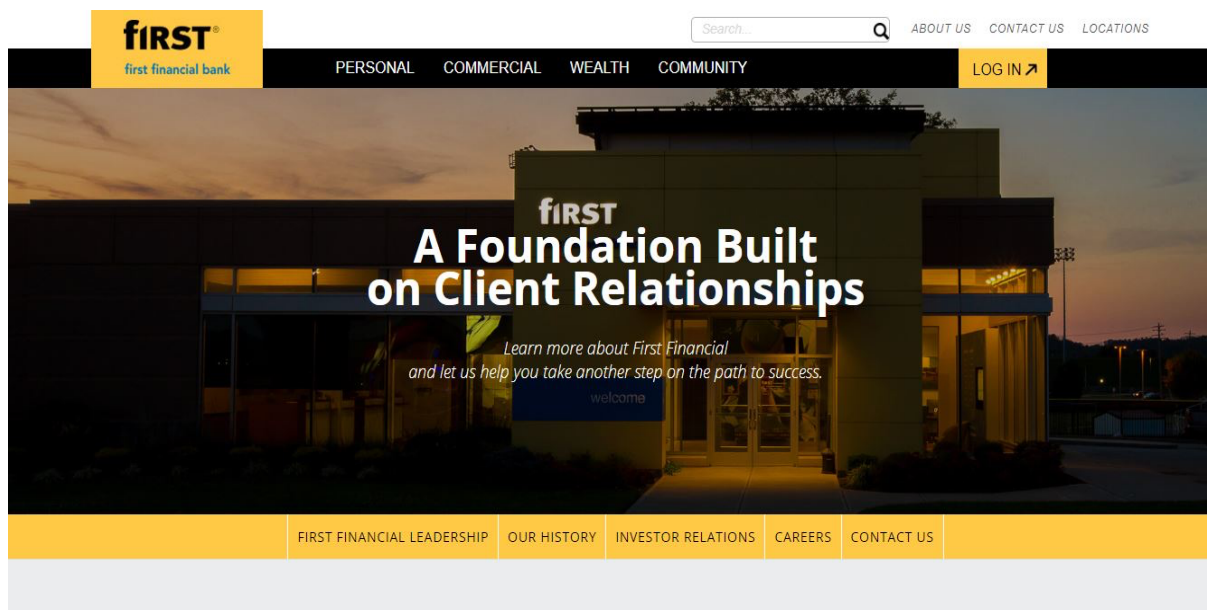 fIRST®
first financial bank
Search...
ABOUT US CONTACT US LOCATIONS
PERSONAL COMMERCIAL WEALTH COMMUNITY
LOG IN
fIRST
A Foundation Built
on Client Relationships
Learn more about First Financial
and let us help you take another step on the path to success.
welcome
FIRST FINANCIAL LEADERSHIP OUR HISTORY INVESTOR RELATIONS CAREERS CONTACT US